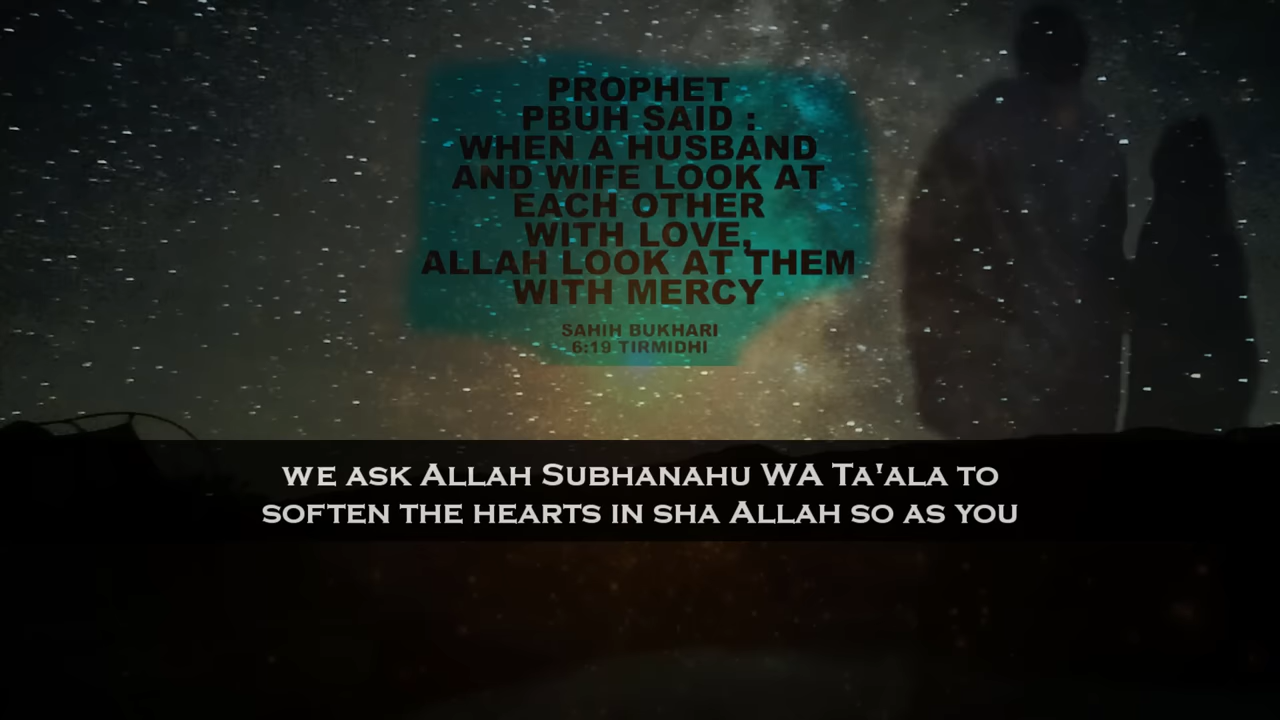 PROPHET
PBUH SAID :
WHEN A HUSBAND
AND WIFE LOOK AT
EACH OTHER
WITH LOVE,
ALLAH LOOK AT THEM
WITH MERCY
SAHIH BUKHARI
6:19 TIRMIDHI
WE ASK ALLAH SUBHANAHU WA TA'ALA TO
SOFTEN THE HEARTS IN SHA ALLAH SO AS YOU